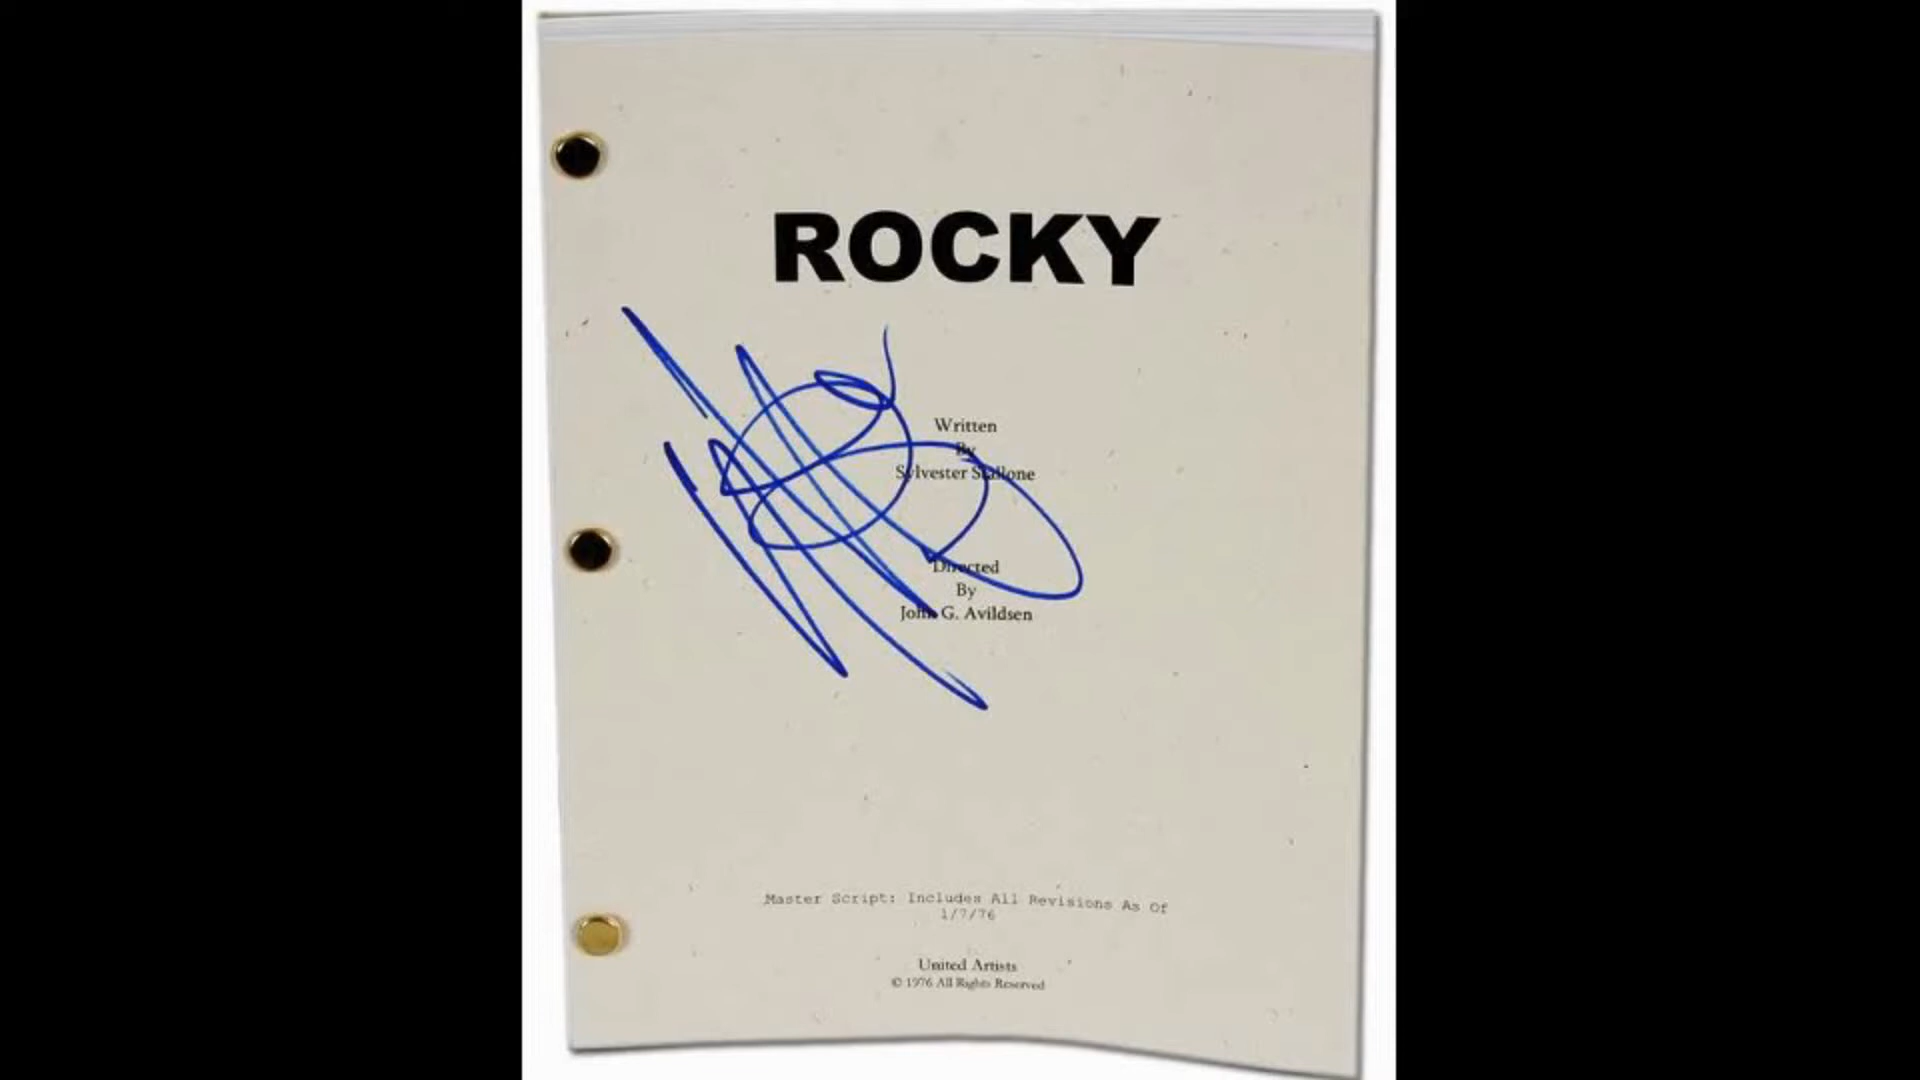 ROCKY
Written
By
Sylvester Stallone
Directed
By
John G. Avildsen
Master Script: Includes All Revisions As Of
1/7/76
United Artists
© 1976 All Rights Reserved